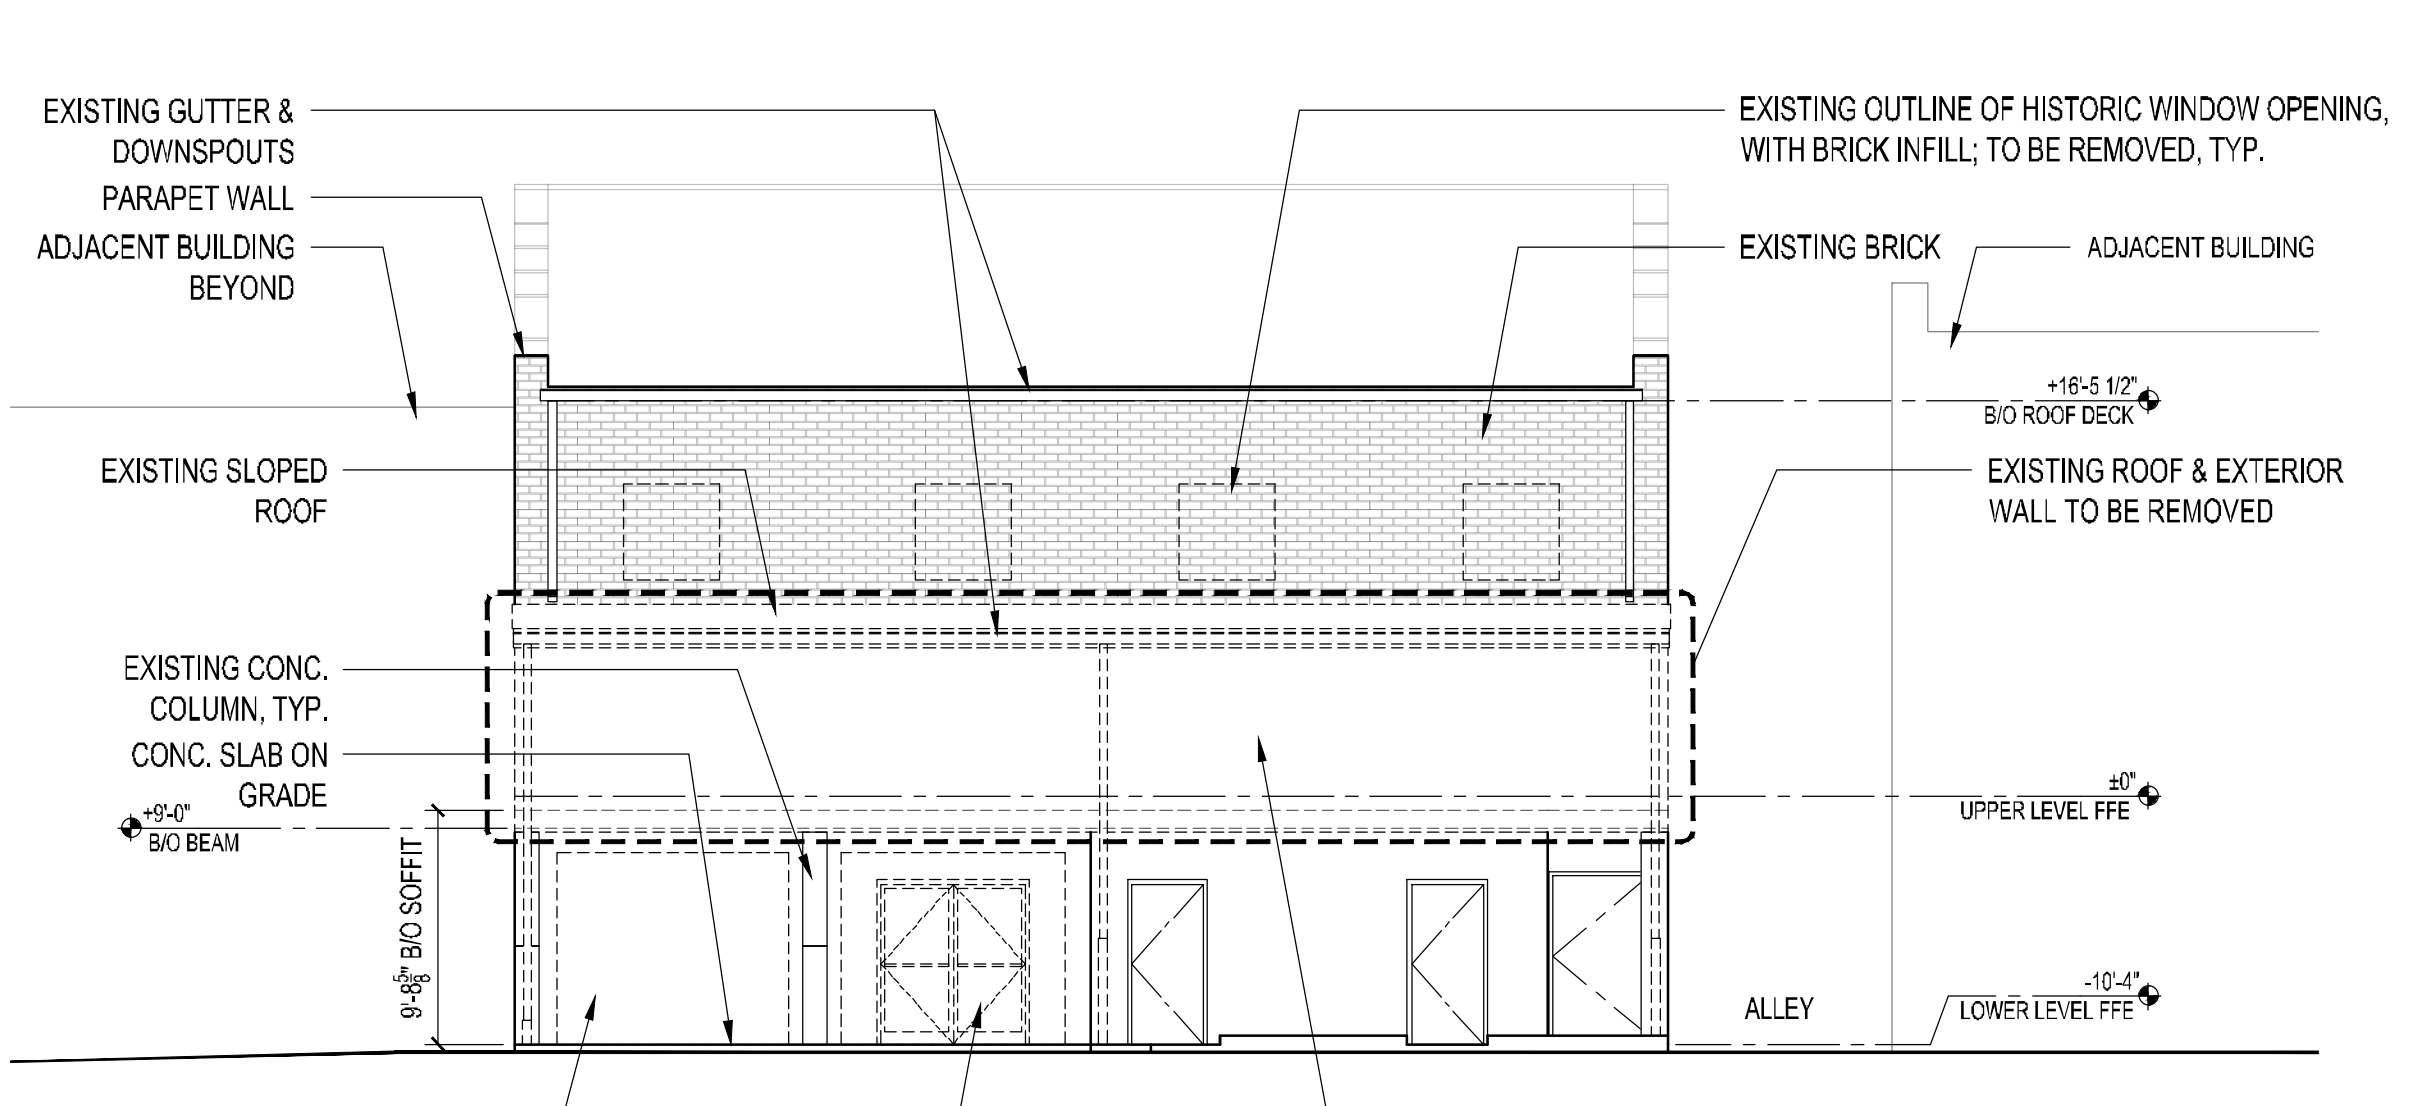 EXISTING GUTTER &
DOWNSPOUTS
PARAPET WALL
ADJACENT BUILDING
BEYOND
EXISTING SLOPED
ROOF
EXISTING CONC.
COLUMN, TYP.
CONC. SLAB ON
GRADE
+9'-0"
B/O BEAM
9'-8 5/8" B/O SOFFIT
EXISTING OUTLINE OF HISTORIC WINDOW OPENING,
WITH BRICK INFILL; TO BE REMOVED, TYP.
EXISTING BRICK
ADJACENT BUILDING
+16'-5 1/2"
B/O ROOF DECK
EXISTING ROOF & EXTERIOR
WALL TO BE REMOVED
±0"
UPPER LEVEL FFE
ALLEY
-10'-4"
LOWER LEVEL FFE